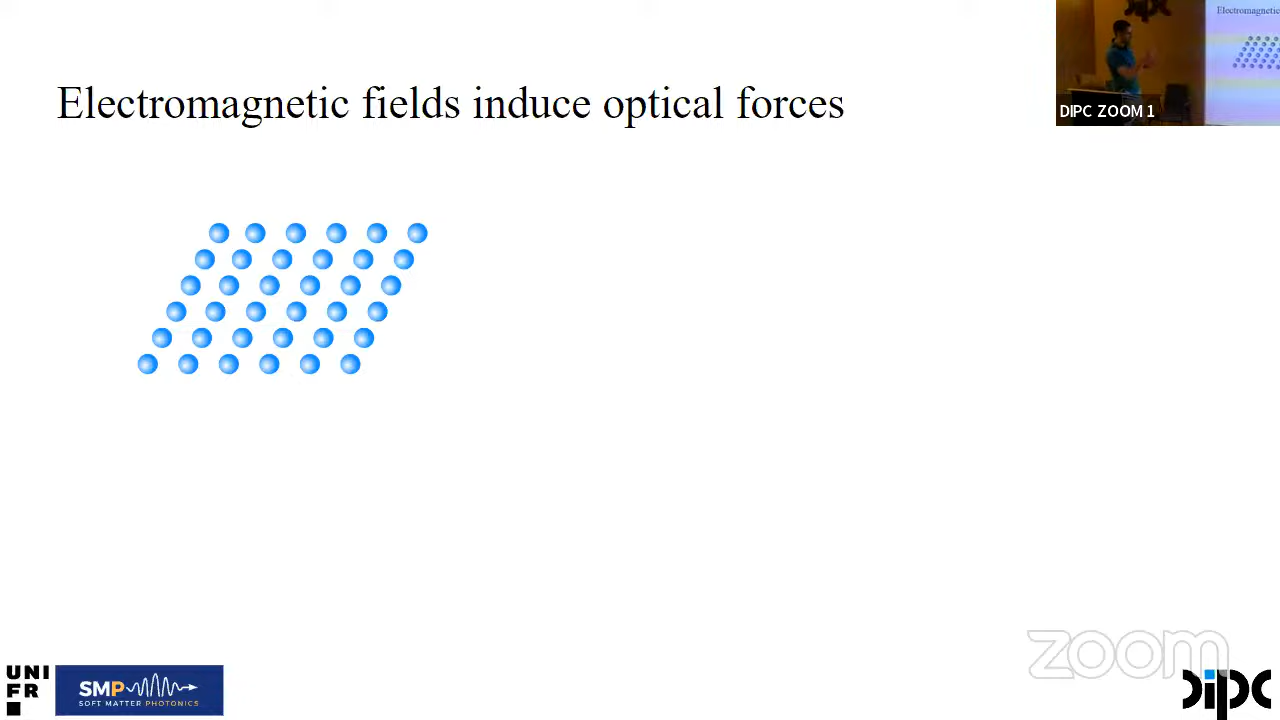 Electromagnetic
DIPC ZOOM 1
Electromagnetic fields induce optical forces
zoom
UNI
FR
SMP
SOFT MATTER PHOTONICS
dipc